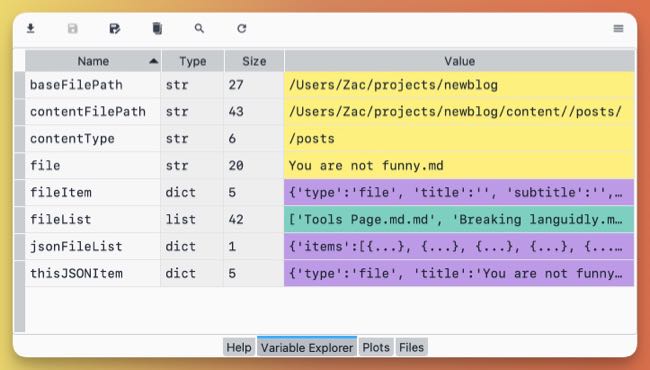 Name Type Size Value
baseFilePath str 27 /Users/Zac/projects/newblog
contentFilePath str 43 /Users/Zac/projects/newblog/content//posts/
contentType str 6 /posts
file str 20 You are not funny.md
fileItem dict 5 {'type':'file', 'title':'', 'subtitle':'',…
fileList list 42 ['Tools Page.md.md', 'Breaking languidly.m…
jsonFileList dict 1 {'items':[{...}, {...}, {...}, {...}, {...…
thisJSONItem dict 5 {'type':'file', 'title':'You are not funny…
Help Variable Explorer Plots Files